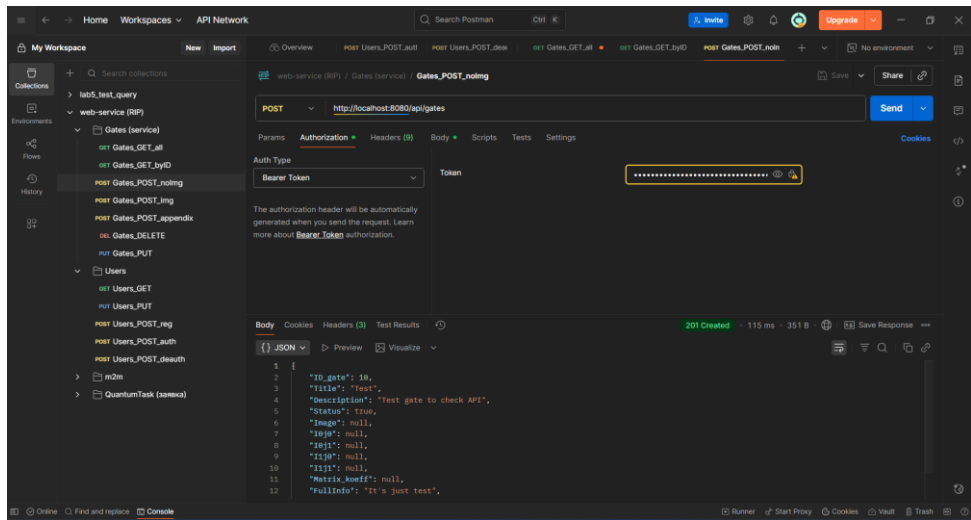 Home Workspaces API Network Search Postman Ctrl K Invite Upgrade
My Workspace New Import Overview POST Users_POST_autl POST Users_POST_deau GET Gates_GET_all GET Gates_GET_byID POST Gates_POST_noIm No environment
Collections
Environments
Flows
History
Search collections
lab5_test_query
web-service (RIP)
Gates (service)
GET Gates_GET_all
GET Gates_GET_byID
POST Gates_POST_noImg
POST Gates_POST_img
POST Gates_POST_appendix
DEL Gates_DELETE
PUT Gates_PUT
Users
GET Users_GET
PUT Users_PUT
POST Users_POST_reg
POST Users_POST_auth
POST Users_POST_deauth
m2m
QuantumTask (заявка)
web-service (RIP) / Gates (service) / Gates_POST_noImg Save Share
POST http://localhost:8080/api/gates Send
Params Authorization Headers (9) Body Scripts Tests Settings Cookies
Auth Type
Bearer Token
Token
The authorization header will be automatically
generated when you send the request. Learn
more about Bearer Token authorization.
Body Cookies Headers (3) Test Results 201 Created 115 ms 351 B Save Response
{} JSON Preview Visualize
1 {
2 "ID_gate": 10,
3 "Title": "Test",
4 "Description": "Test gate to check API",
5 "Status": true,
6 "Image": null,
7 "I0j0": null,
8 "I0j1": null,
9 "I1j0": null,
10 "I1j1": null,
11 "Matrix_koeff": null,
12 "FullInfo": "It's just test",
Online Find and replace Console Runner Start Proxy Cookies Vault Trash